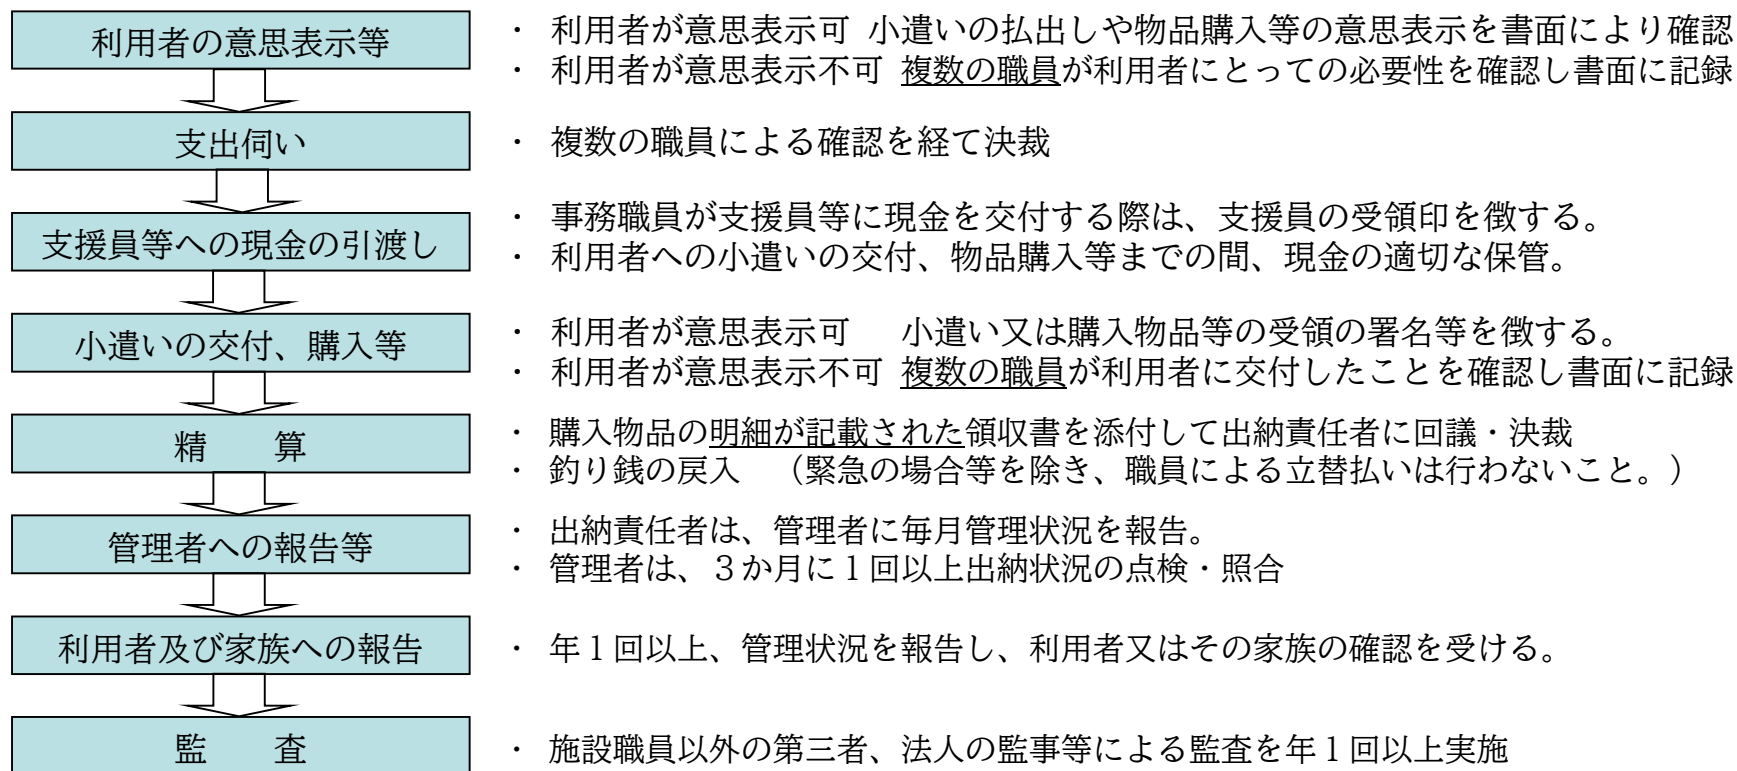 利用者の意思表示等
・ 利用者が意思表示可 小遣いの払出しや物品購入等の意思表示を書面により確認
・ 利用者が意思表示不可 複数の職員が利用者にとっての必要性を確認し書面に記録
支出伺い
・ 複数の職員による確認を経て決裁
支援員等への現金の引渡し
・ 事務職員が支援員等に現金を交付する際は、支援員の受領印を徴する。
・ 利用者への小遣いの交付、物品購入等までの間、現金の適切な保管。
小遣いの交付、購入等
・ 利用者が意思表示可 小遣い又は購入物品等の受領の署名等を徴する。
・ 利用者が意思表示不可 複数の職員が利用者に交付したことを確認し書面に記録
精 算
・ 購入物品の明細が記載された領収書を添付して出納責任者に回議・決裁
・ 釣り銭の戻入 （緊急の場合等を除き、職員による立替払いは行わないこと。）
管理者への報告等
・ 出納責任者は、管理者に毎月管理状況を報告。
・ 管理者は、３か月に１回以上出納状況の点検・照合
利用者及び家族への報告
・ 年１回以上、管理状況を報告し、利用者又はその家族の確認を受ける。
監 査
・ 施設職員以外の第三者、法人の監事等による監査を年１回以上実施